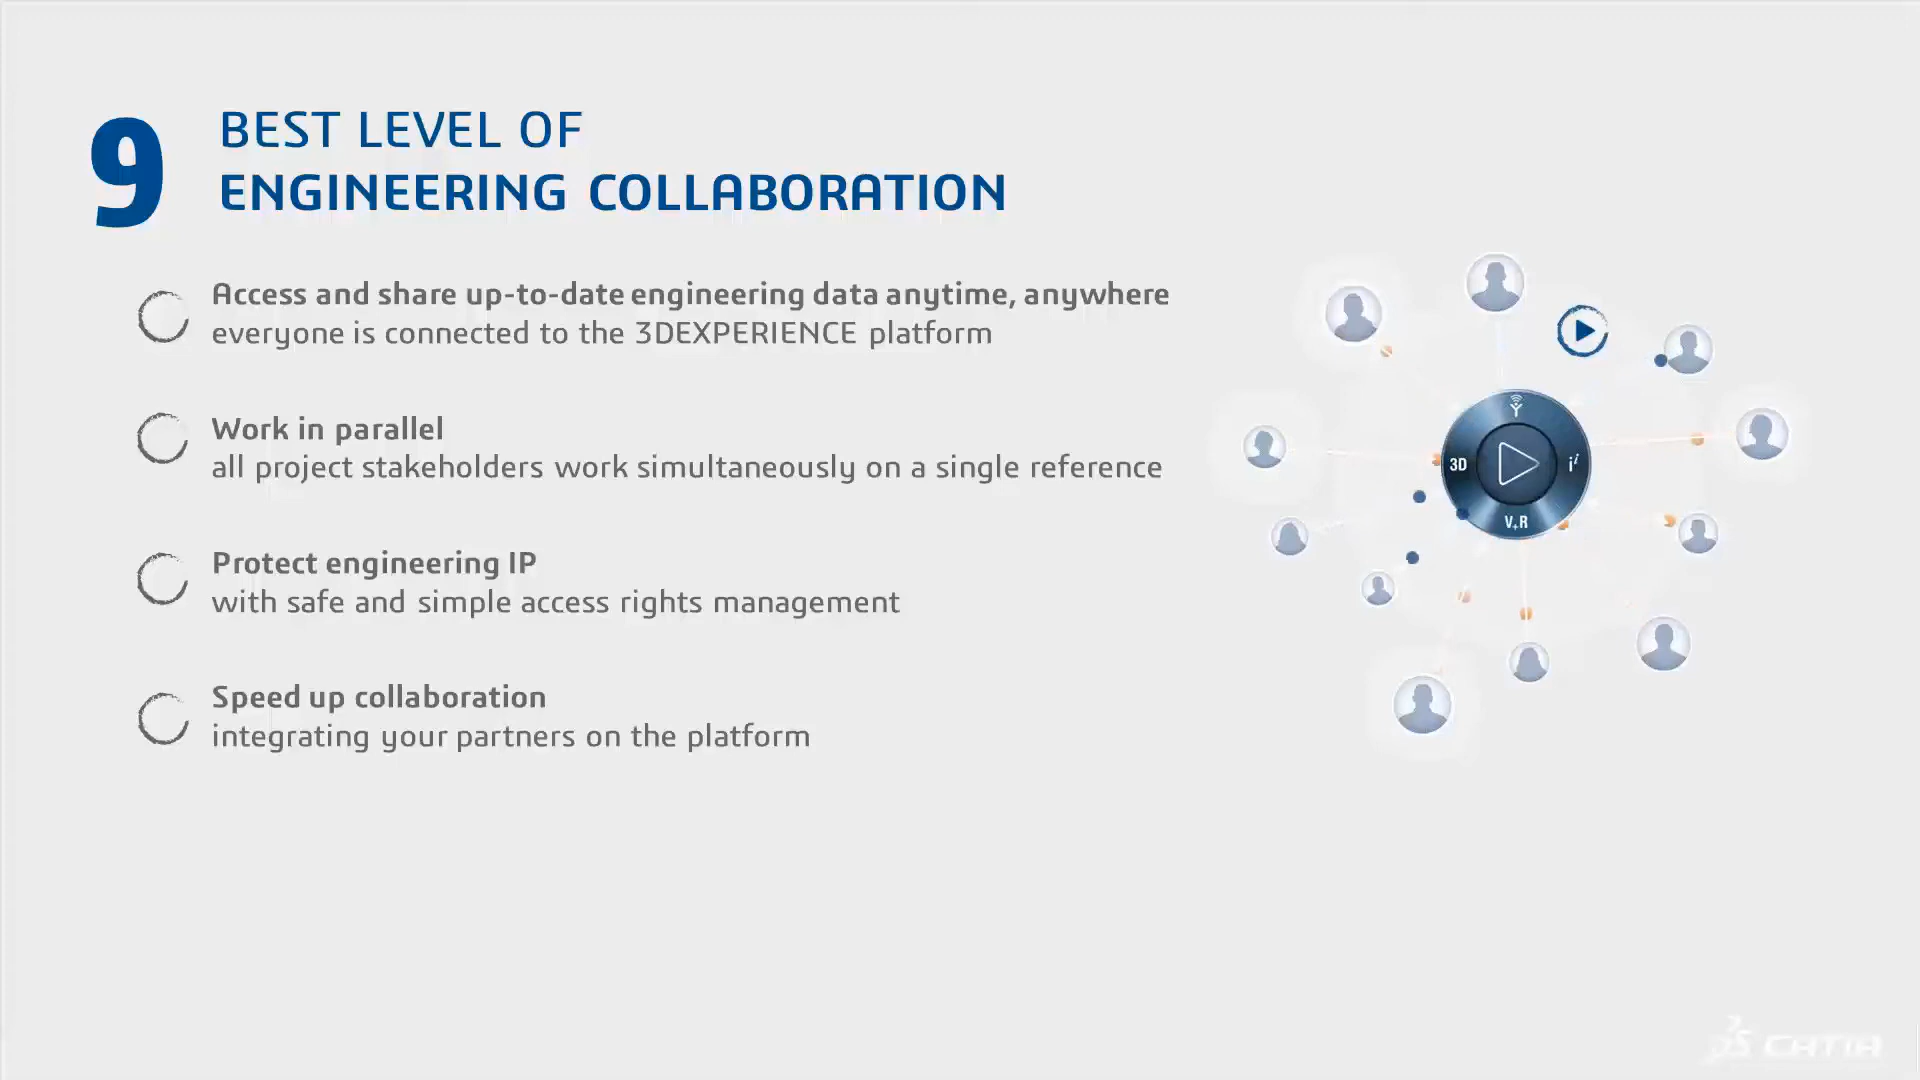 9
BEST LEVEL OF
ENGINEERING COLLABORATION
Access and share up-to-date engineering data anytime, anywhere
everyone is connected to the 3DEXPERIENCE platform
Work in parallel
all project stakeholders work simultaneously on a single reference
Protect engineering IP
with safe and simple access rights management
Speed up collaboration
integrating your partners on the platform
3D
i
V+R
CATIA